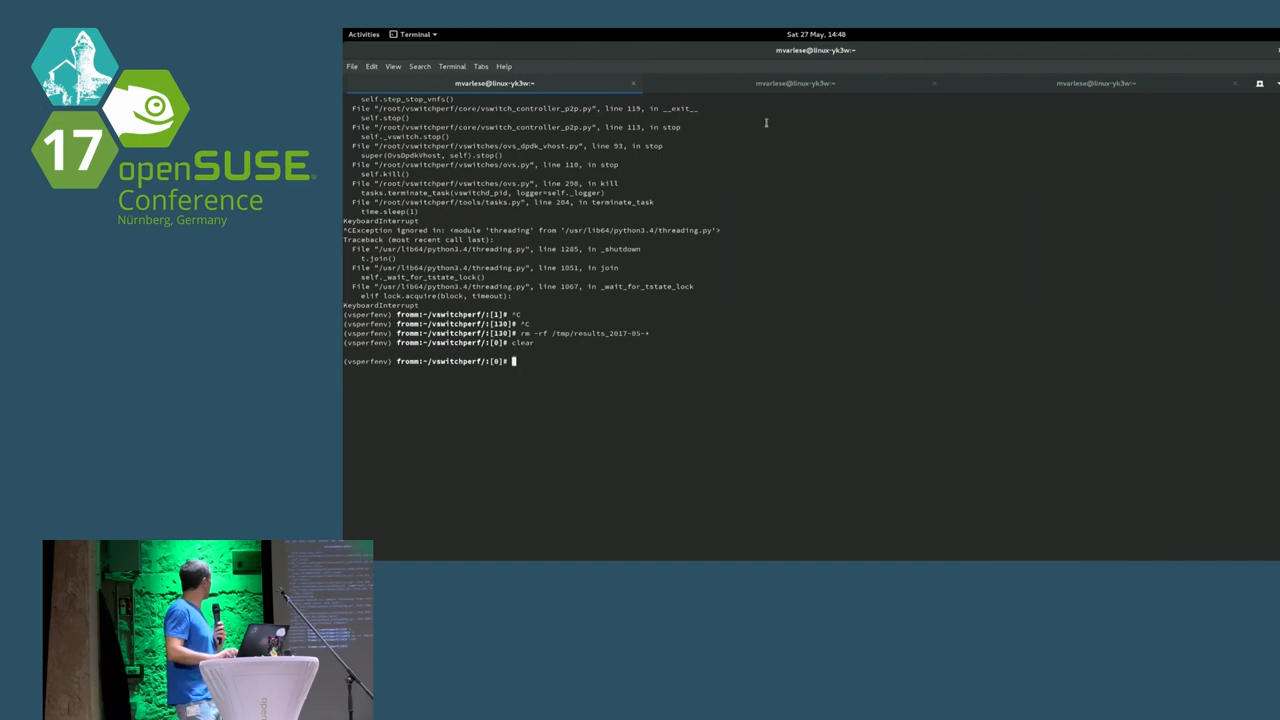 17
openSUSE
Conference
Nürnberg, Germany
Activities
Terminal
Sat 27 May, 14:48
mvarlese@linux-yk3w:~
File Edit View Search Terminal Tabs Help
mvarlese@linux-yk3w:~
mvarlese@linux-yk3w:~
mvarlese@linux-yk3w:~
self.step_stop_vnfs()
File "/root/vswitchperf/core/vswitch_controller_p2p.py", line 119, in __exit__
self.stop()
File "/root/vswitchperf/core/vswitch_controller_p2p.py", line 113, in stop
self._vswitch.stop()
File "/root/vswitchperf/vswitches/ovs_dpdk_vhost.py", line 93, in stop
super(OvsDpdkVhost, self).stop()
File "/root/vswitchperf/vswitches/ovs.py", line 110, in stop
self.kill()
File "/root/vswitchperf/vswitches/ovs.py", line 298, in kill
tasks.terminate_task(vswitchd_pid, logger=self._logger)
File "/root/vswitchperf/tools/tasks.py", line 204, in terminate_task
time.sleep(1)
KeyboardInterrupt
^CException ignored in: <module 'threading' from '/usr/lib64/python3.4/threading.py'>
Traceback (most recent call last):
File "/usr/lib64/python3.4/threading.py", line 1285, in _shutdown
t.join()
File "/usr/lib64/python3.4/threading.py", line 1051, in join
self._wait_for_tstate_lock()
File "/usr/lib64/python3.4/threading.py", line 1067, in _wait_for_tstate_lock
elif lock.acquire(block, timeout):
KeyboardInterrupt
(vsperfenv) fromm:~/vswitchperf/:[1]# ^C
(vsperfenv) fromm:~/vswitchperf/:[130]# ^C
(vsperfenv) fromm:~/vswitchperf/:[130]# rm -rf /tmp/results_2017-05-*
(vsperfenv) fromm:~/vswitchperf/:[0]# clear
(vsperfenv) fromm:~/vswitchperf/:[0]#